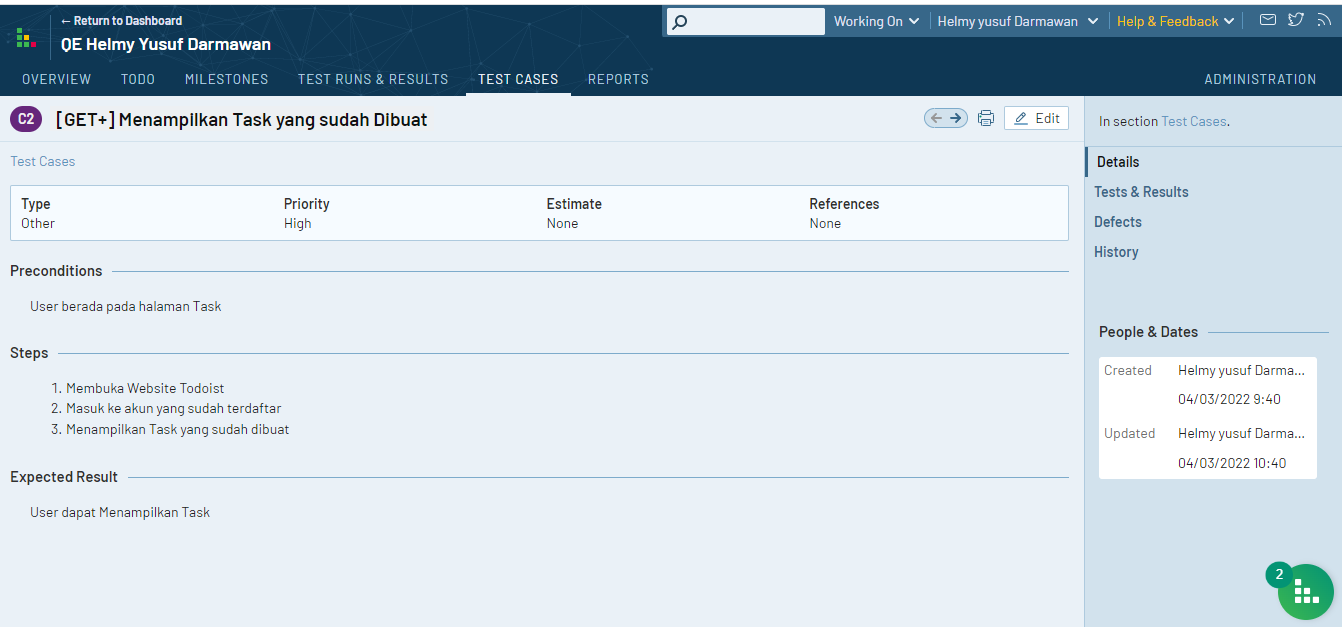 ← Return to Dashboard
QE Helmy Yusuf Darmawan
Working On
Helmy yusuf Darmawan
Help & Feedback
OVERVIEW TODO MILESTONES TEST RUNS & RESULTS TEST CASES REPORTS ADMINISTRATION
C2 [GET+] Menampilkan Task yang sudah DIbuat
Edit
Test Cases
Type Priority Estimate References
Other High None None
Preconditions
User berada pada halaman Task
Steps
1. Membuka Website Todoist
2. Masuk ke akun yang sudah terdaftar
3. Menampilkan Task yang sudah dibuat
Expected Result
User dapat Menampilkan Task
In section Test Cases.
Details
Tests & Results
Defects
History
People & Dates
Created Helmy yusuf Darma...
04/03/2022 9:40
Updated Helmy yusuf Darma...
04/03/2022 10:40
2